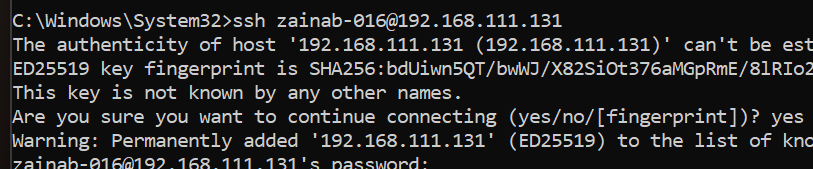 C:\Windows\System32>ssh zainab-016@192.168.111.131
The authenticity of host '192.168.111.131 (192.168.111.131)' can't be est
ED25519 key fingerprint is SHA256:bdUiwn5QT/bwWJ/X82SiOt376aMGpRmE/8lRIo2
This key is not known by any other names.
Are you sure you want to continue connecting (yes/no/[fingerprint])? yes
Warning: Permanently added '192.168.111.131' (ED25519) to the list of kno
zainab-016@192.168.111.131's password: